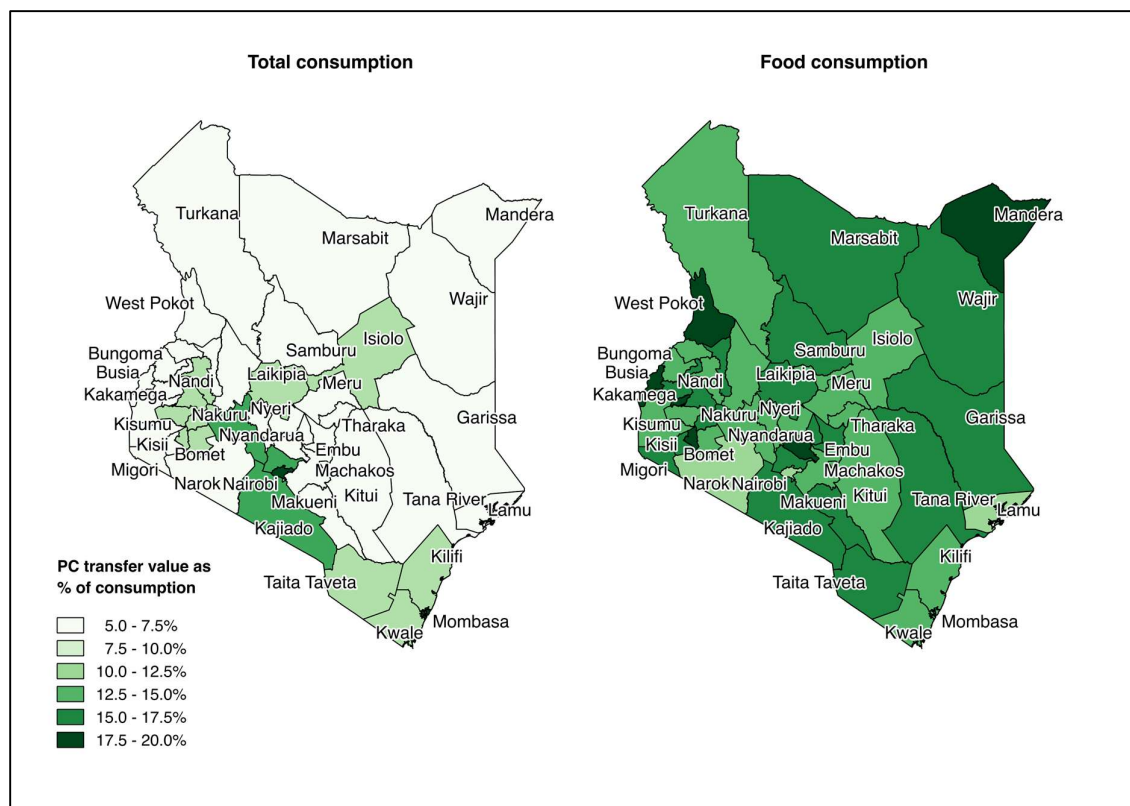 Total consumption
Turkana
Mandera
Marsabit
Wajir
West Pokot
Isiolo
Samburu
Bungoma
Busia
Nandi
Laikipia
Meru
Kakamega
Nakuru
Nyeri
Garissa
Kisumu
Tharaka
Nyandarua
Kisii
Embu
Bomet
Machakos
Migori
Narok
Nairobi
Kitui
Makueni
Tana River
Lamu
Kajiado
Kilifi
Taita Taveta
Mombasa
Kwale
PC transfer value as
% of consumption
5.0 - 7.5%
7.5 - 10.0%
10.0 - 12.5%
12.5 - 15.0%
15.0 - 17.5%
17.5 - 20.0%
Food consumption
Turkana
Mandera
Marsabit
Wajir
West Pokot
Isiolo
Samburu
Bungoma
Busia
Nandi
Laikipia
Meru
Kakamega
Nakuru
Nyeri
Garissa
Kisumu
Tharaka
Nyandarua
Kisii
Embu
Bomet
Machakos
Migori
Narok
Nairobi
Kitui
Makueni
Tana River
Lamu
Kajiado
Kilifi
Taita Taveta
Mombasa
Kwale